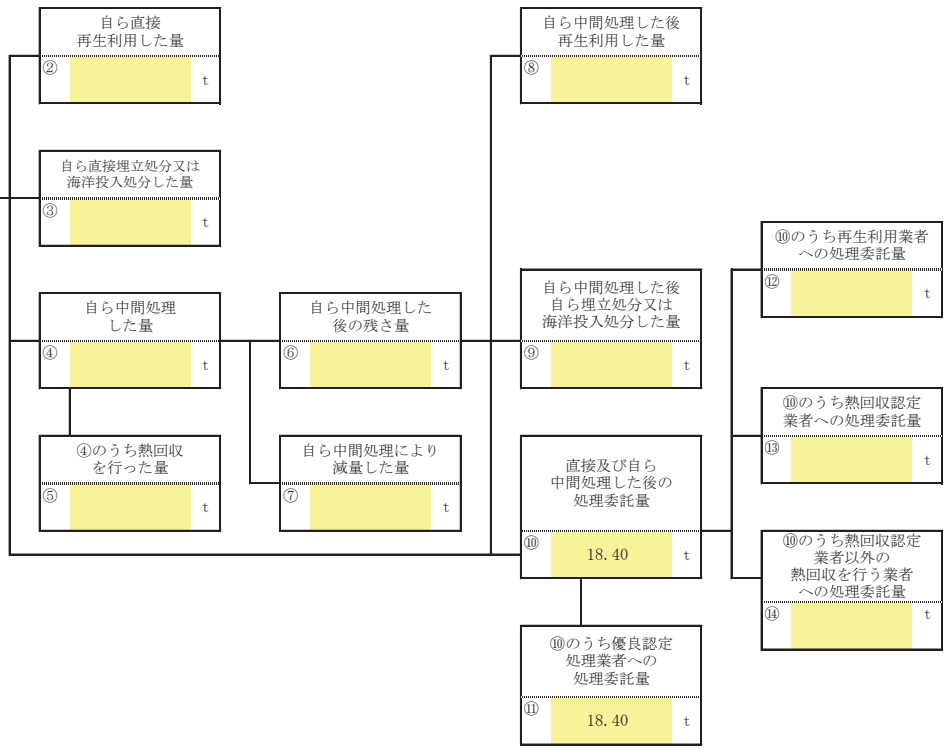 自ら直接
再生利用した量
②
t
自ら中間処理した後
再生利用した量
⑧
t
自ら直接埋立処分又は
海洋投入処分した量
③
t
⑩のうち再生利用業者
への処理委託量
⑫
t
自ら中間処理
した量
④
t
自ら中間処理した
後の残さ量
⑥
t
自ら中間処理した後
自ら埋立処分又は
海洋投入処分した量
⑨
t
⑩のうち熱回収認定
業者への処理委託量
⑬
t
④のうち熱回収
を行った量
⑤
t
自ら中間処理により
減量した量
⑦
t
直接及び自ら
中間処理した後の
処理委託量
⑩ 18.40 t
⑩のうち熱回収認定
業者以外の
熱回収を行う業者
への処理委託量
⑭
t
⑩のうち優良認定
処理業者への
処理委託量
⑪ 18.40 t